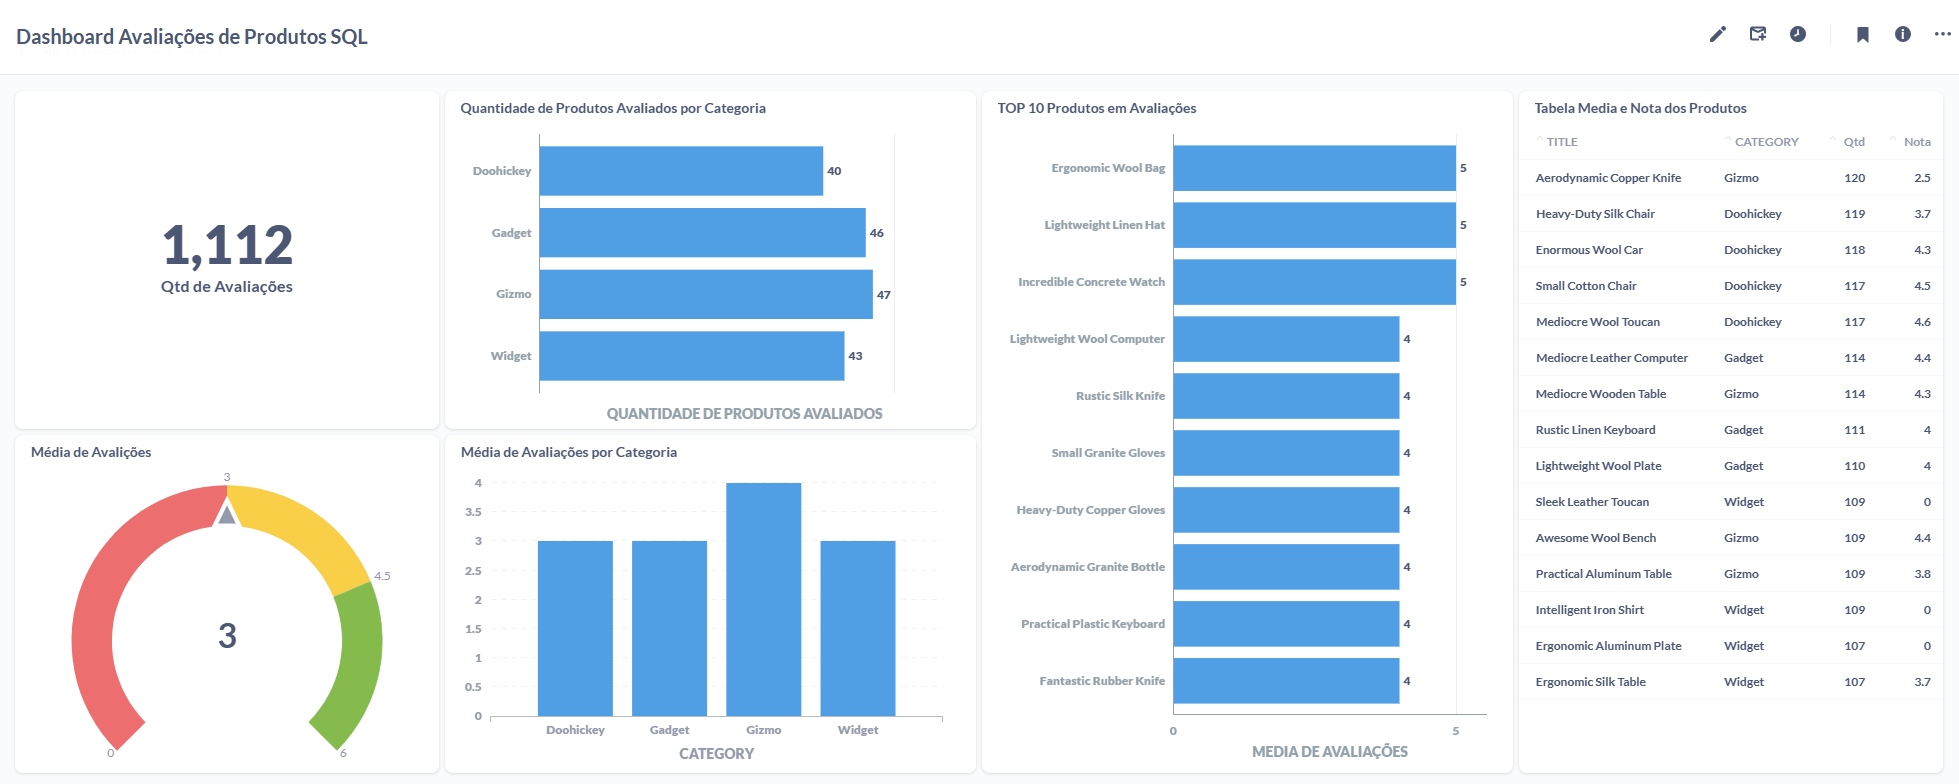 Dashboard Avaliações de Produtos SQL
1,112
Qtd de Avaliações
Quantidade de Produtos Avaliados por Categoria
Doohickey 40
Gadget 46
Gizmo 47
Widget 43
QUANTIDADE DE PRODUTOS AVALIADOS
Média de Avalições
3
4.5
3
0
6
Média de Avaliações por Categoria
4
3.5
3
2.5
2
1.5
1
0.5
0
Doohickey Gadget Gizmo Widget
CATEGORY
TOP 10 Produtos em Avaliações
Ergonomic Wool Bag 5
Lightweight Linen Hat 5
Incredible Concrete Watch 5
Lightweight Wool Computer 4
Rustic Silk Knife 4
Small Granite Gloves 4
Heavy-Duty Copper Gloves 4
Aerodynamic Granite Bottle 4
Practical Plastic Keyboard 4
Fantastic Rubber Knife 4
0 5
MEDIA DE AVALIAÇÕES
Tabela Media e Nota dos Produtos
TITLE CATEGORY Qtd Nota
Aerodynamic Copper Knife Gizmo 120 2.5
Heavy-Duty Silk Chair Doohickey 119 3.7
Enormous Wool Car Doohickey 118 4.3
Small Cotton Chair Doohickey 117 4.5
Mediocre Wool Toucan Doohickey 117 4.6
Mediocre Leather Computer Gadget 114 4.4
Mediocre Wooden Table Gizmo 114 4.3
Rustic Linen Keyboard Gadget 111 4
Lightweight Wool Plate Gadget 110 4
Sleek Leather Toucan Widget 109 0
Awesome Wool Bench Gizmo 109 4.4
Practical Aluminum Table Gizmo 109 3.8
Intelligent Iron Shirt Widget 109 0
Ergonomic Aluminum Plate Widget 107 0
Ergonomic Silk Table Widget 107 3.7